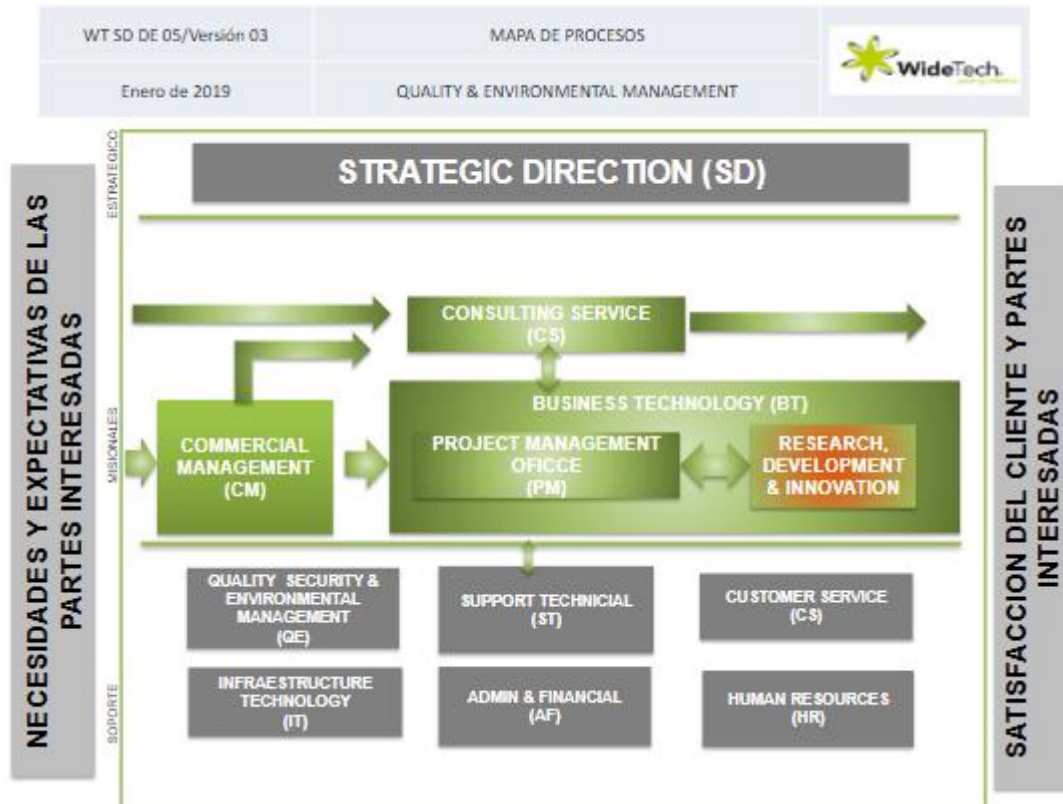 WT SD DE 05/Versión 03
MAPA DE PROCESOS
WideTech
Enero de 2019
QUALITY & ENVIRONMENTAL MANAGEMENT
ESTRATEGICO
STRATEGIC DIRECTION (SD)
NECESIDADES Y EXPECTATIVAS DE LAS
PARTES INTERESADAS
MISIONALES
CONSULTING SERVICE
(CS)
COMMERCIAL
MANAGEMENT
(CM)
BUSINESS TECHNOLOGY (BT)
PROJECT MANAGEMENT
OFICCE
(PM)
RESEARCH,
DEVELOPMENT
& INNOVATION
SOPORTE
QUALITY SECURITY &
ENVIRONMENTAL
MANAGEMENT
(QE)
SUPPORT TECHNICIAL
(ST)
CUSTOMER SERVICE
(CS)
INFRAESTRUCTURE
TECHNOLOGY
(IT)
ADMIN & FINANCIAL
(AF)
HUMAN RESOURCES
(HR)
SATISFACCION DEL CLIENTE Y PARTES
INTERESADAS